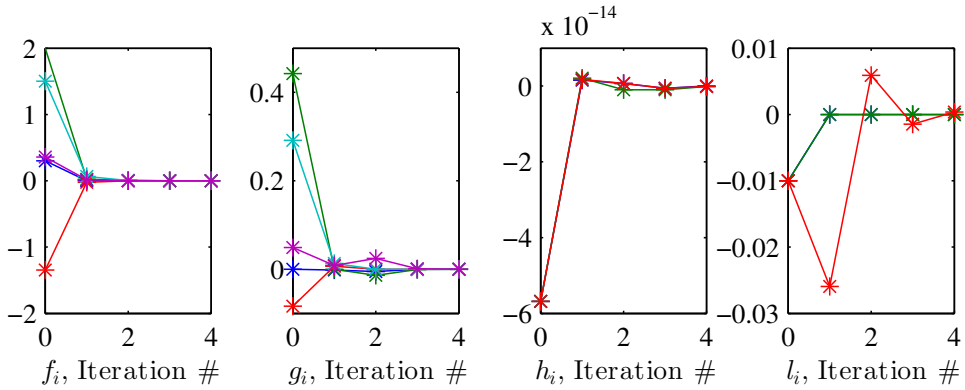 x 10^−14
2
1
0
−1
−2
0 2 4
f_i, Iteration #
0.4
0.2
0
0 2 4
g_i, Iteration #
0
−2
−4
−6
0 2 4
h_i, Iteration #
0.01
0
−0.01
−0.02
−0.03
0 2 4
l_i, Iteration #